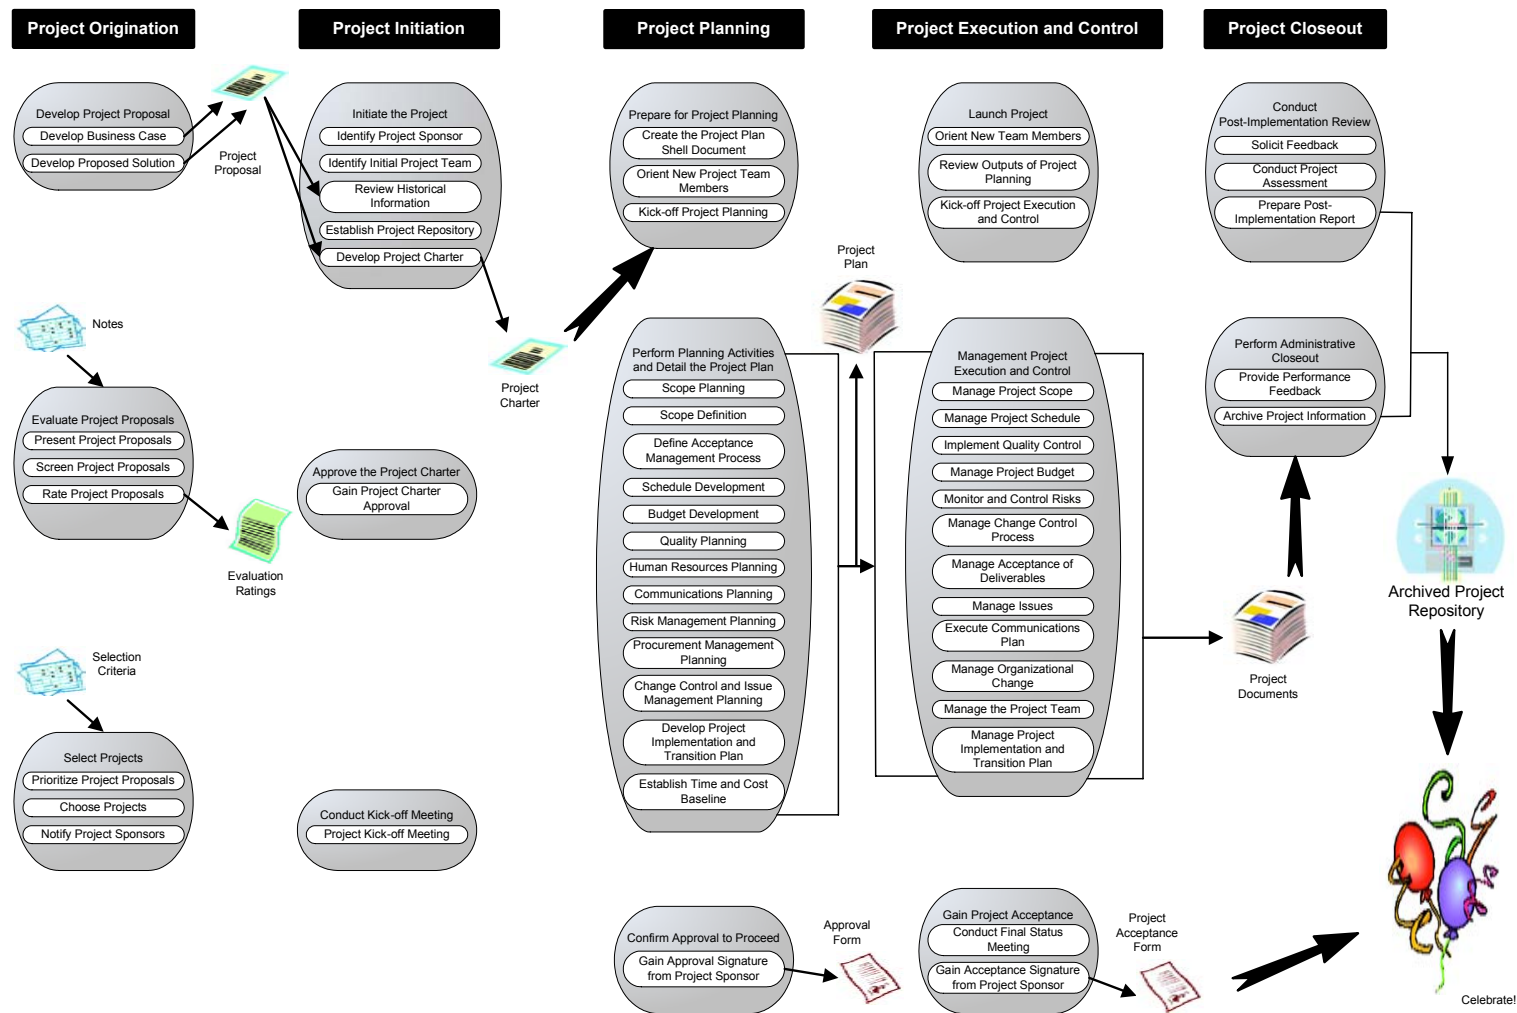 Project Origination
Project Initiation
Project Planning
Project Execution and Control
Project Closeout
Develop Project Proposal
Develop Business Case
Develop Proposed Solution
Project
Proposal
Notes
Evaluate Project Proposals
Present Project Proposals
Screen Project Proposals
Rate Project Proposals
Evaluation
Ratings
Selection
Criteria
Select Projects
Prioritize Project Proposals
Choose Projects
Notify Project Sponsors
Initiate the Project
Identify Project Sponsor
Identify Initial Project Team
Review Historical
Information
Establish Project Repository
Develop Project Charter
Project
Charter
Approve the Project Charter
Gain Project Charter
Approval
Conduct Kick-off Meeting
Project Kick-off Meeting
Prepare for Project Planning
Create the Project Plan
Shell Document
Orient New Project Team
Members
Kick-off Project Planning
Perform Planning Activities
and Detail the Project Plan
Scope Planning
Scope Definition
Define Acceptance
Management Process
Schedule Development
Budget Development
Quality Planning
Human Resources Planning
Communications Planning
Risk Management Planning
Procurement Management
Planning
Change Control and Issue
Management Planning
Develop Project
Implementation and
Transition Plan
Establish Time and Cost
Baseline
Confirm Approval to Proceed
Gain Approval Signature
from Project Sponsor
Project
Plan
Approval
Form
Launch Project
Orient New Team Members
Review Outputs of Project
Planning
Kick-off Project Execution
and Control
Management Project
Execution and Control
Manage Project Scope
Manage Project Schedule
Implement Quality Control
Manage Project Budget
Monitor and Control Risks
Manage Change Control
Process
Manage Acceptance of
Deliverables
Manage Issues
Execute Communications
Plan
Manage Organizational
Change
Manage the Project Team
Manage Project
Implementation and
Transition Plan
Gain Project Acceptance
Conduct Final Status
Meeting
Gain Acceptance Signature
from Project Sponsor
Project
Acceptance
Form
Conduct
Post-Implementation Review
Solicit Feedback
Conduct Project
Assessment
Prepare Post-
Implementation Report
Perform Administrative
Closeout
Provide Performance
Feedback
Archive Project Information
Project
Documents
Archived Project
Repository
Celebrate!